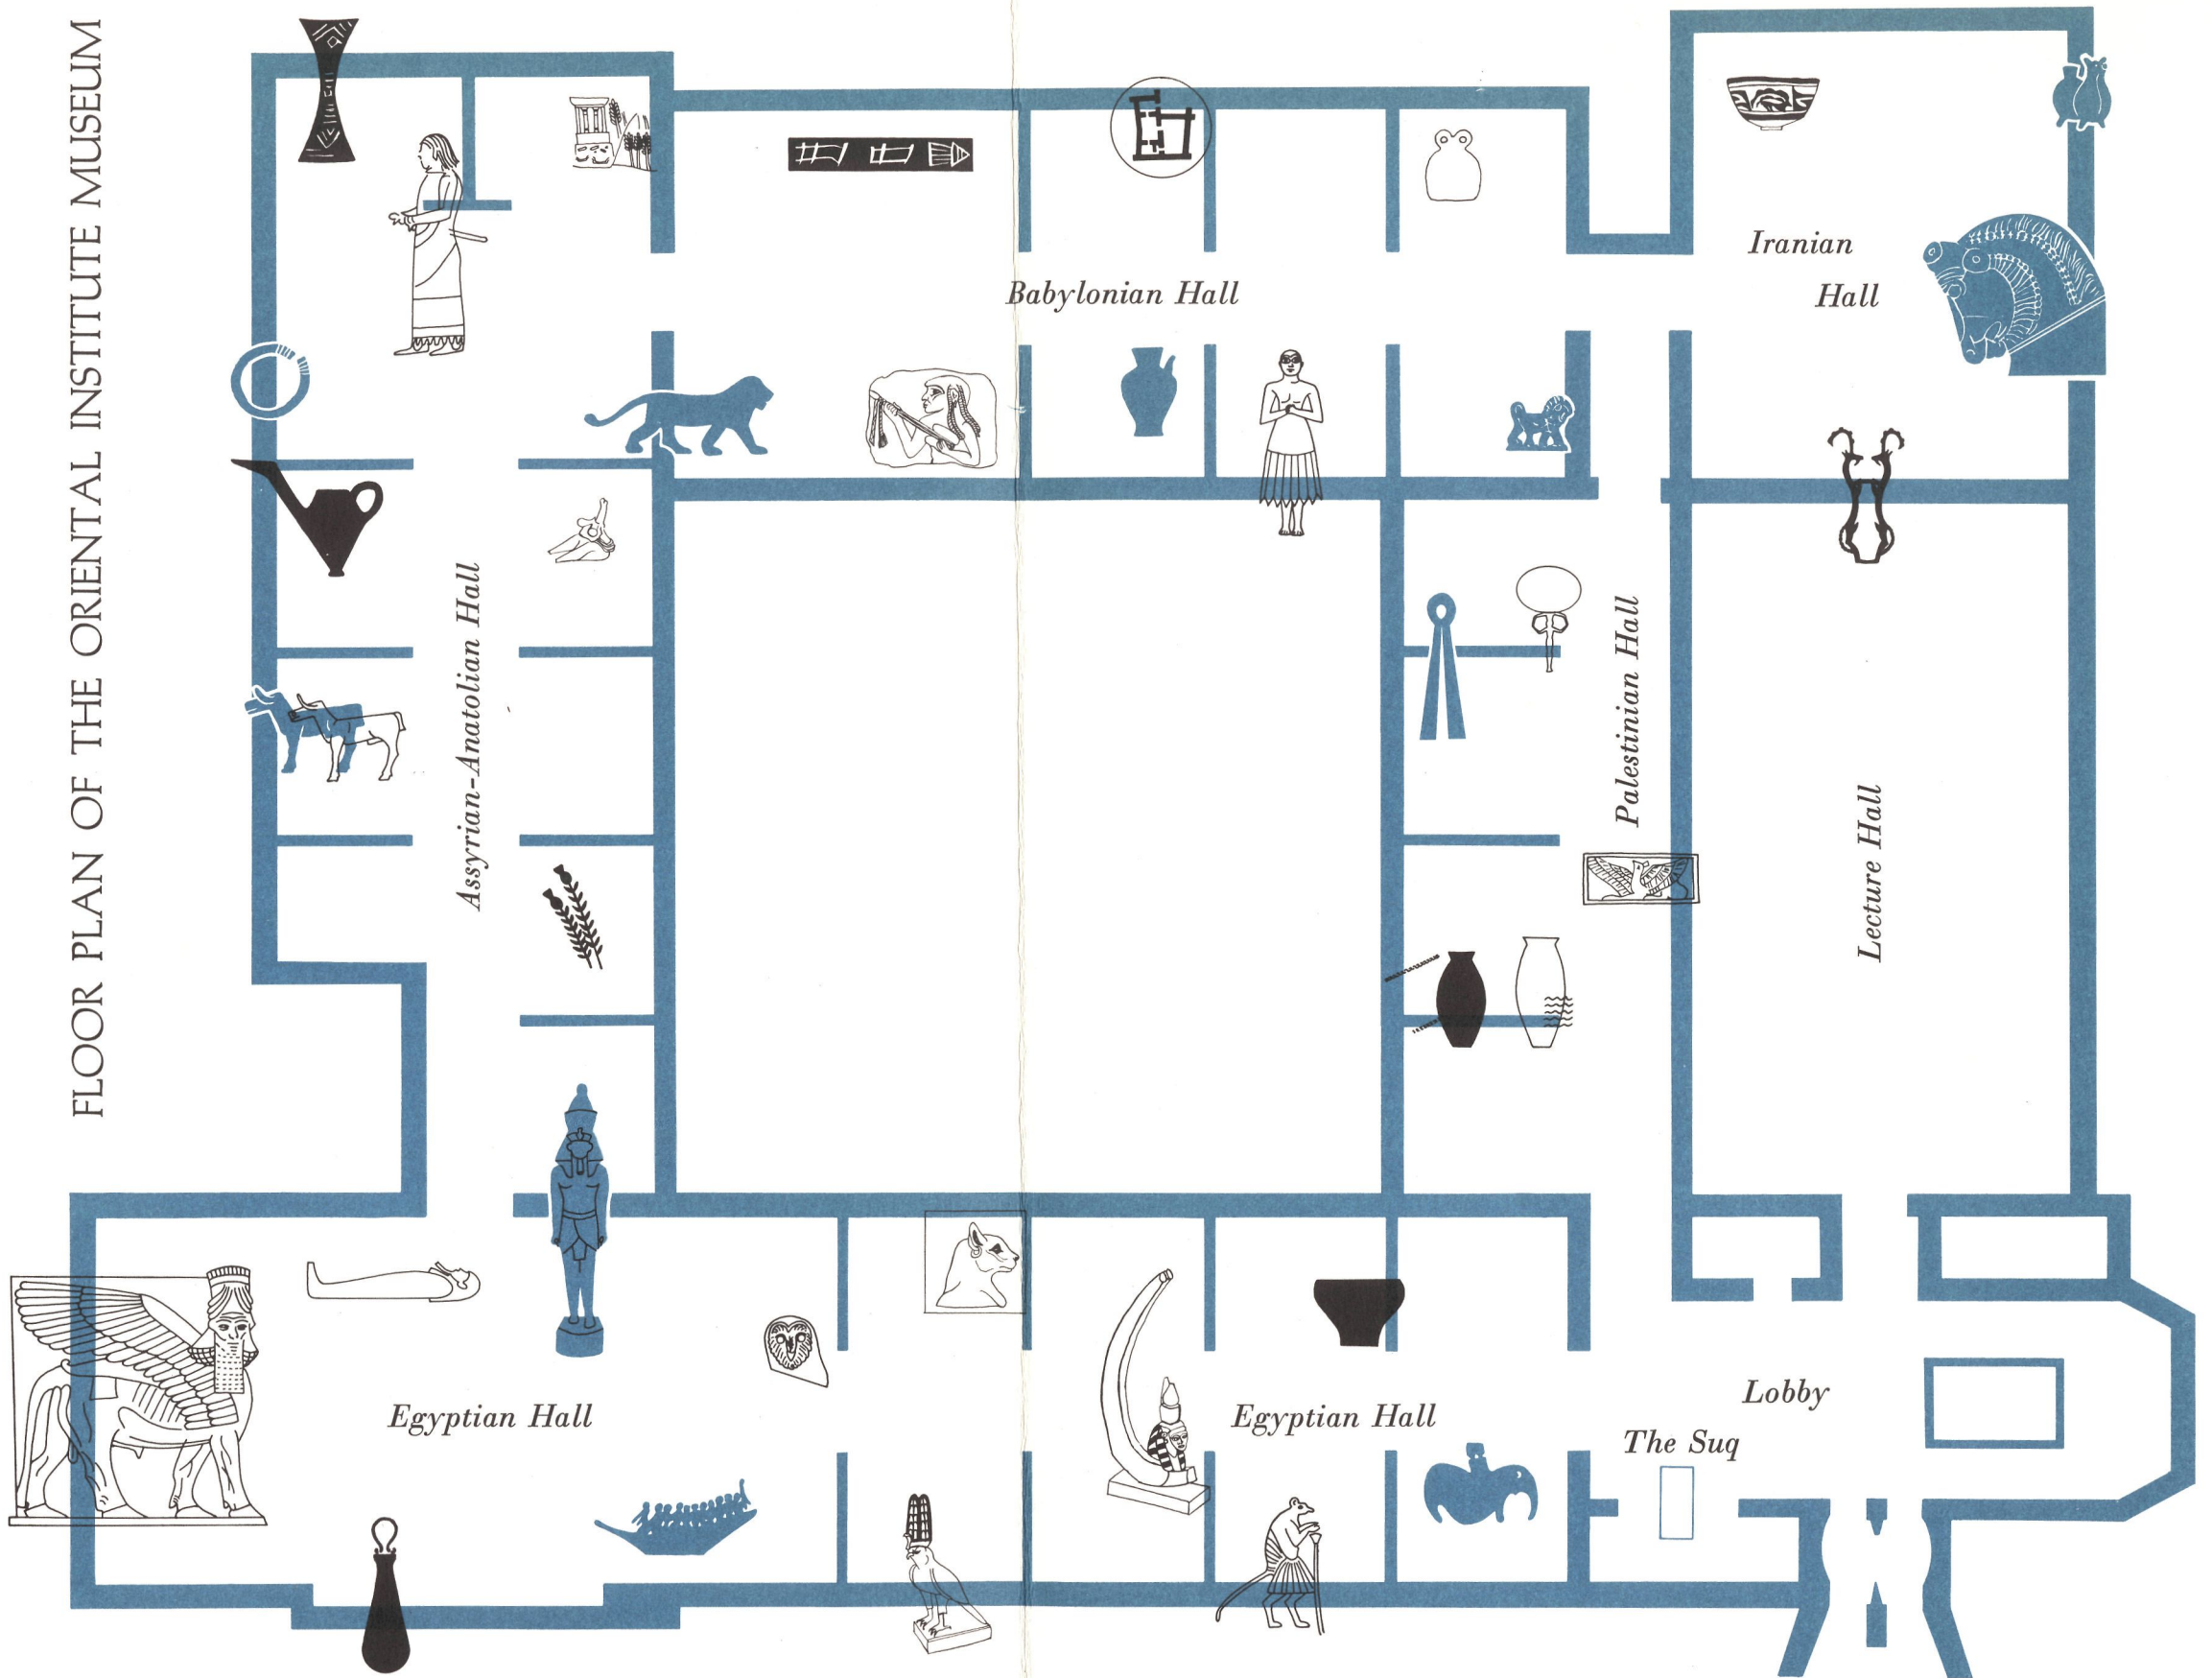 FLOOR PLAN OF THE ORIENTAL INSTITUTE MUSEUM
Iranian
Hall
Babylonian Hall
Assyrian-Anatolian Hall
Palestinian Hall
Lecture Hall
Egyptian Hall
Egyptian Hall
Lobby
The Suq